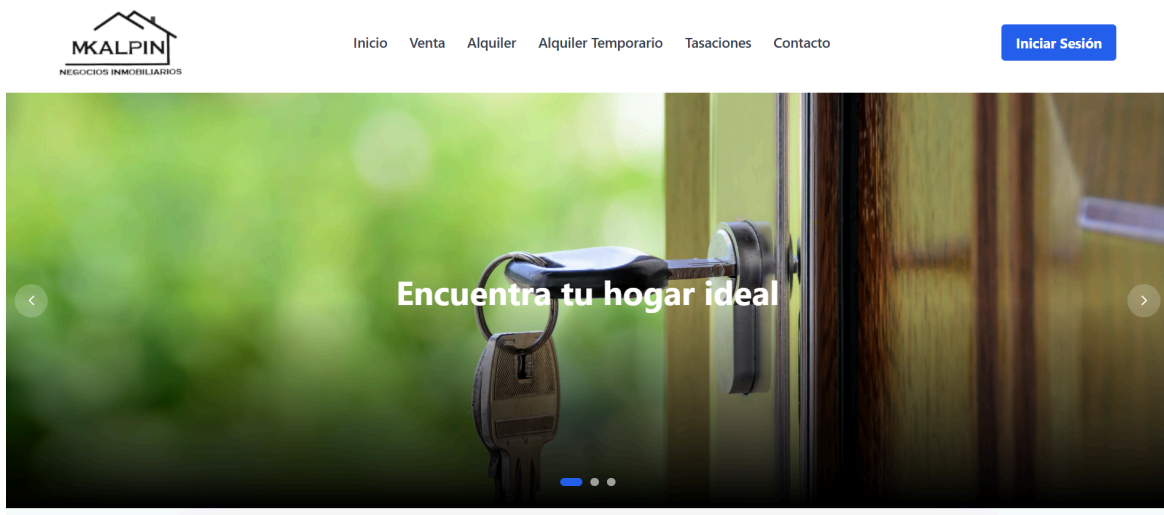 MKALPIN
NEGOCIOS INMOBILIARIOS
Inicio Venta Alquiler Alquiler Temporario Tasaciones Contacto
Iniciar Sesión
Encuentra tu hogar ideal